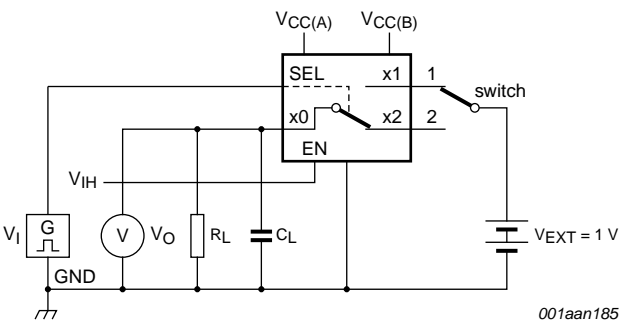 VCC(A) VCC(B)
SEL x1 1
switch
x0 x2 2
EN
VIH
VI G V VO RL CL VEXT = 1 V
GND
001aan185